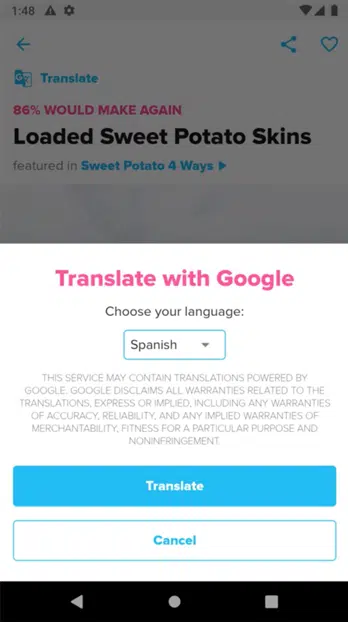 1:48
Translate
86% WOULD MAKE AGAIN
Loaded Sweet Potato Skins
featured in Sweet Potato 4 Ways
Translate with Google
Choose your language:
Spanish
THIS SERVICE MAY CONTAIN TRANSLATIONS POWERED BY
GOOGLE. GOOGLE DISCLAIMS ALL WARRANTIES RELATED TO THE
TRANSLATIONS, EXPRESS OR IMPLIED, INCLUDING ANY WARRANTIES
OF ACCURACY, RELIABILITY, AND ANY IMPLIED WARRANTIES OF
MERCHANTABILITY, FITNESS FOR A PARTICULAR PURPOSE AND
NONINFRINGEMENT.
Translate
Cancel